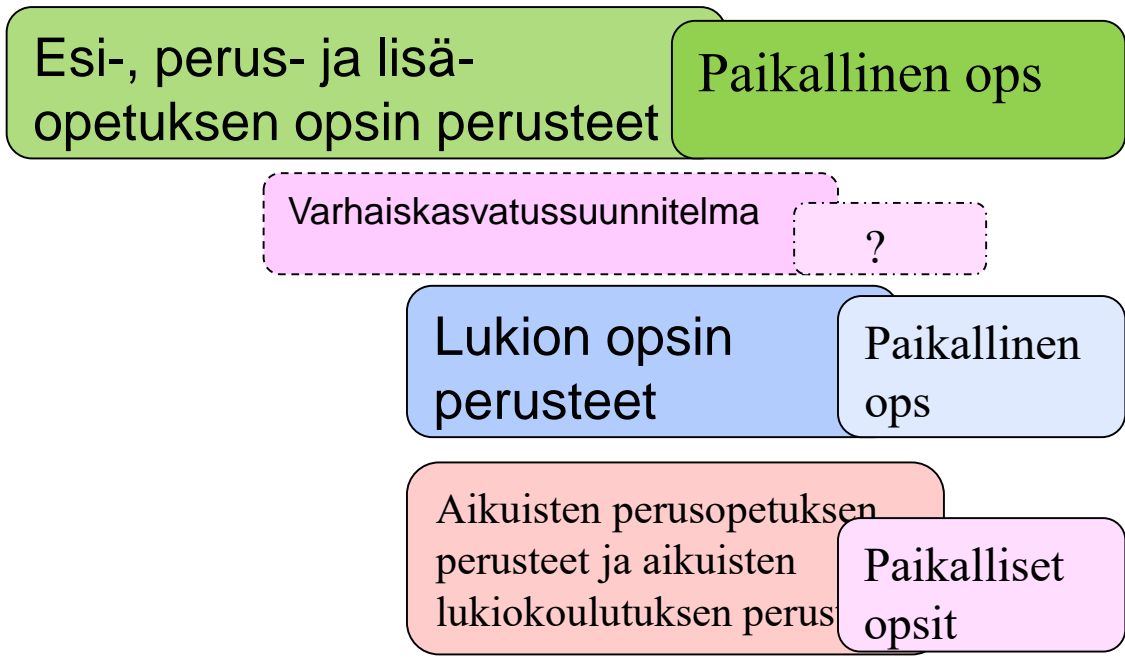 Esi-, perus- ja lisä-
opetuksen opsin perusteet
Paikallinen ops
Varhaiskasvatussuunnitelma
?
Lukion opsin
perusteet
Paikallinen
ops
Aikuisten perusopetuksen
perusteet ja aikuisten
lukiokoulutuksen perus
Paikalliset
opsit